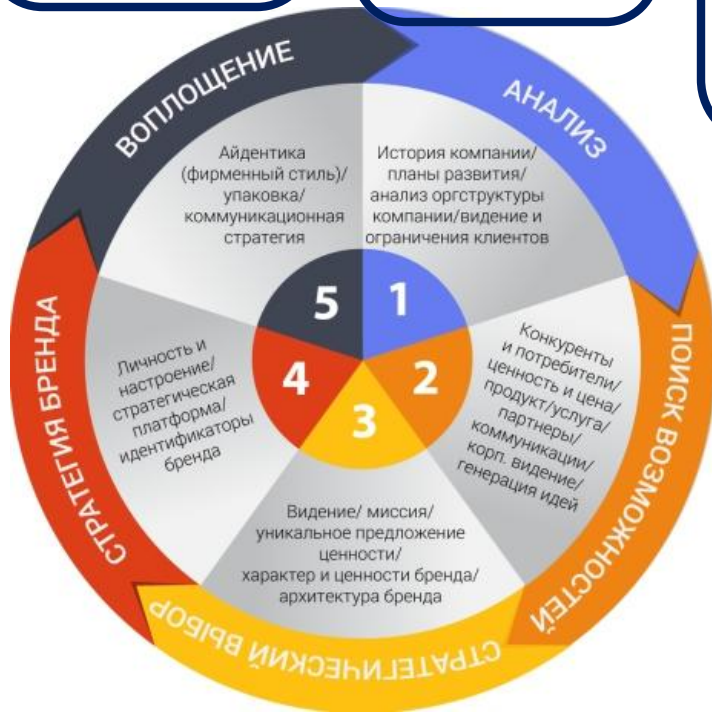 АНАЛИЗ
История компании/
планы развития/
анализ оргструктуры
компании/видение и
ограничения клиентов
1
ПОИСК ВОЗМОЖНОСТЕЙ
Конкуренты
и потребители/
ценность и цена/
продукт/услуга/
партнеры/
коммуникации/
корп. видение/
генерация идей
2
СТРАТЕГИЧЕСКИЙ ВЫБОР
Видение/ миссия/
уникальное предложение
ценности/
характер и ценности бренда/
архитектура бренда
3
СТРАТЕГИЯ БРЕНДА
Личность и
настроение/
стратегическая
платформа/
идентификаторы
бренда
4
ВОПЛОЩЕНИЕ
Айдентика
(фирменный стиль)/
упаковка/
коммуникационная
стратегия
5